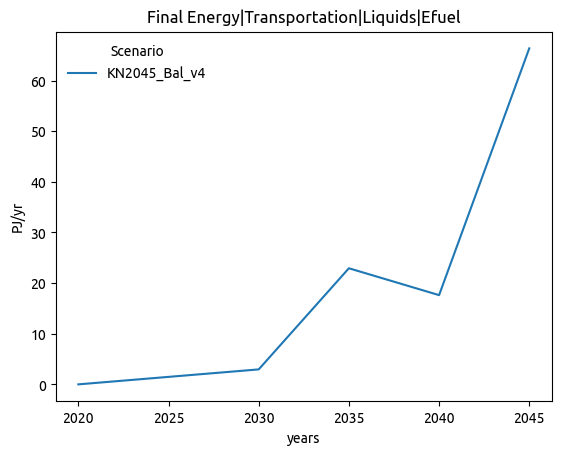 Final Energy|Transportation|Liquids|Efuel
Scenario
KN2045_Bal_v4
60
50
40
30
20
10
0
PJ/yr
2020 2025 2030 2035 2040 2045
years